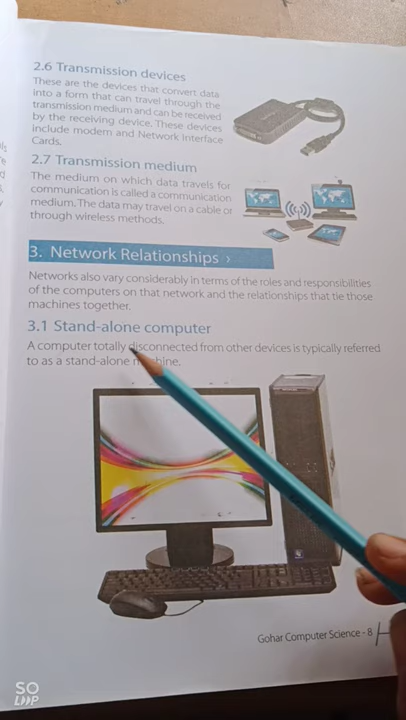 2.6 Transmission devices
These are the devices that convert data
into a form that can travel through the
transmission medium and can be received
by the receiving device. These devices
include modem and Network Interface
Cards.
2.7 Transmission medium
The medium on which data travels for
communication is called a communication
medium. The data may travel on a cable or
through wireless methods.
3. Network Relationships ›
Networks also vary considerably in terms of the roles and responsibilities
of the computers on that network and the relationships that tie those
machines together.
3.1 Stand-alone computer
A computer totally disconnected from other devices is typically referred
to as a stand-alone machine.
Gohar Computer Science - 8
SO
LOOP